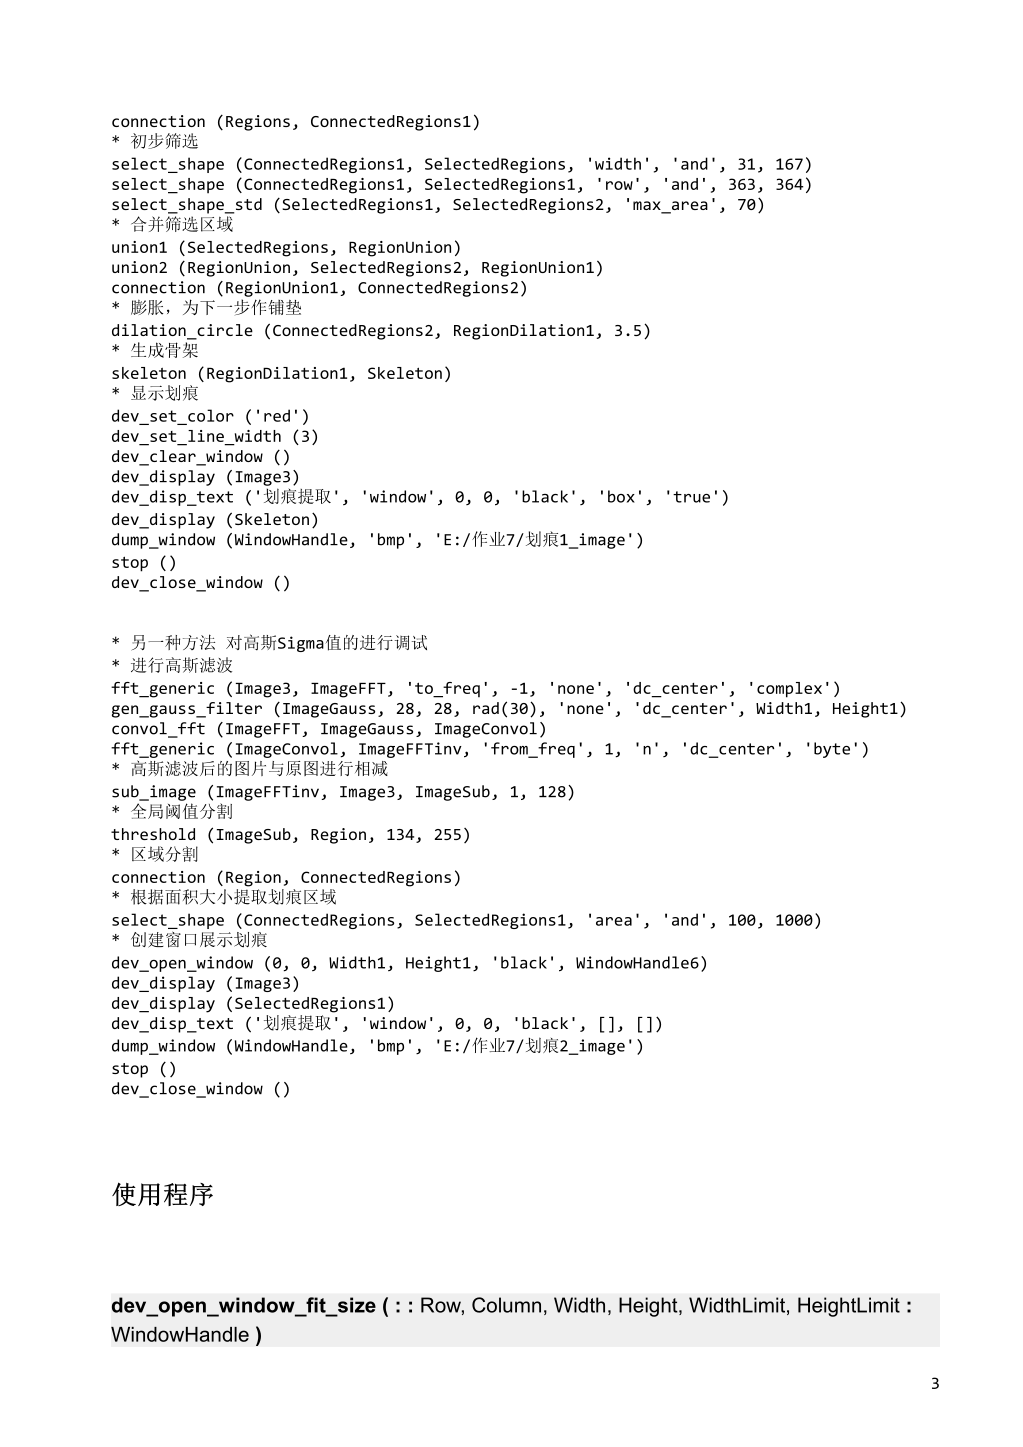 connection (Regions, ConnectedRegions1)
* 初步筛选
select_shape (ConnectedRegions1, SelectedRegions, 'width', 'and', 31, 167)
select_shape (ConnectedRegions1, SelectedRegions1, 'row', 'and', 363, 364)
select_shape_std (SelectedRegions1, SelectedRegions2, 'max_area', 70)
* 合并筛选区域
union1 (SelectedRegions, RegionUnion)
union2 (RegionUnion, SelectedRegions2, RegionUnion1)
connection (RegionUnion1, ConnectedRegions2)
* 膨胀，为下一步作铺垫
dilation_circle (ConnectedRegions2, RegionDilation1, 3.5)
* 生成骨架
skeleton (RegionDilation1, Skeleton)
* 显示划痕
dev_set_color ('red')
dev_set_line_width (3)
dev_clear_window ()
dev_display (Image3)
dev_disp_text ('划痕提取', 'window', 0, 0, 'black', 'box', 'true')
dev_display (Skeleton)
dump_window (WindowHandle, 'bmp', 'E:/作业7/划痕1_image')
stop ()
dev_close_window ()
* 另一种方法 对高斯Sigma值的进行调试
* 进行高斯滤波
fft_generic (Image3, ImageFFT, 'to_freq', -1, 'none', 'dc_center', 'complex')
gen_gauss_filter (ImageGauss, 28, 28, rad(30), 'none', 'dc_center', Width1, Height1)
convol_fft (ImageFFT, ImageGauss, ImageConvol)
fft_generic (ImageConvol, ImageFFTinv, 'from_freq', 1, 'n', 'dc_center', 'byte')
* 高斯滤波后的图片与原图进行相减
sub_image (ImageFFTinv, Image3, ImageSub, 1, 128)
* 全局阈值分割
threshold (ImageSub, Region, 134, 255)
* 区域分割
connection (Region, ConnectedRegions)
* 根据面积大小提取划痕区域
select_shape (ConnectedRegions, SelectedRegions1, 'area', 'and', 100, 1000)
* 创建窗口展示划痕
dev_open_window (0, 0, Width1, Height1, 'black', WindowHandle6)
dev_display (Image3)
dev_display (SelectedRegions1)
dev_disp_text ('划痕提取', 'window', 0, 0, 'black', [], [])
dump_window (WindowHandle, 'bmp', 'E:/作业7/划痕2_image')
stop ()
dev_close_window ()
使用程序
dev_open_window_fit_size ( : : Row, Column, Width, Height, WidthLimit, HeightLimit :
WindowHandle )
3